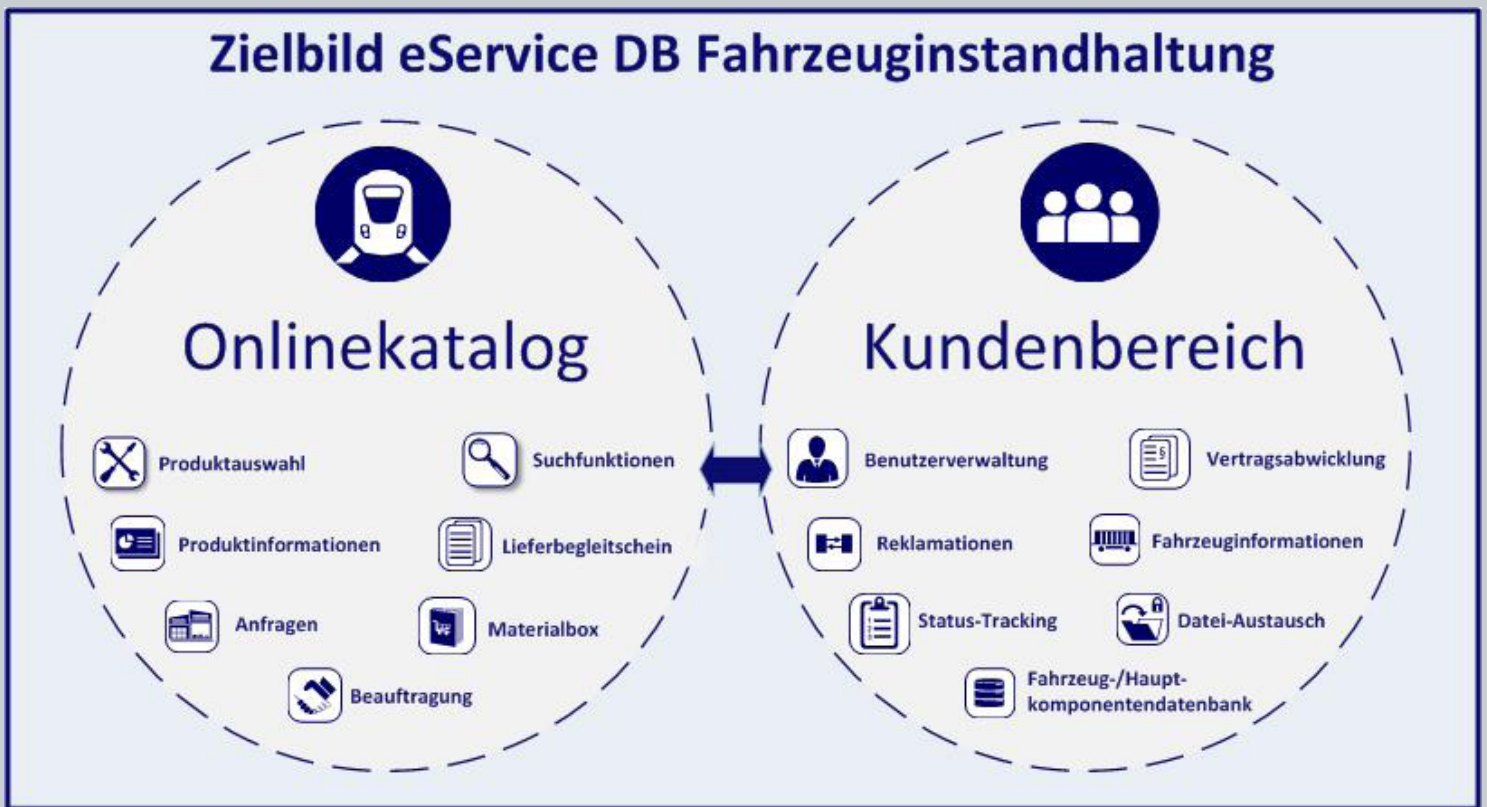 Zielbild eService DB Fahrzeuginstandhaltung
Onlinekatalog
Produktauswahl
Suchfunktionen
Produktinformationen
Lieferbegleitschein
Anfragen
Materialbox
Beauftragung
Kundenbereich
Benutzerverwaltung
Vertragsabwicklung
Reklamationen
Fahrzeuginformationen
Status-Tracking
Datei-Austausch
Fahrzeug-/Haupt-
komponentendatenbank